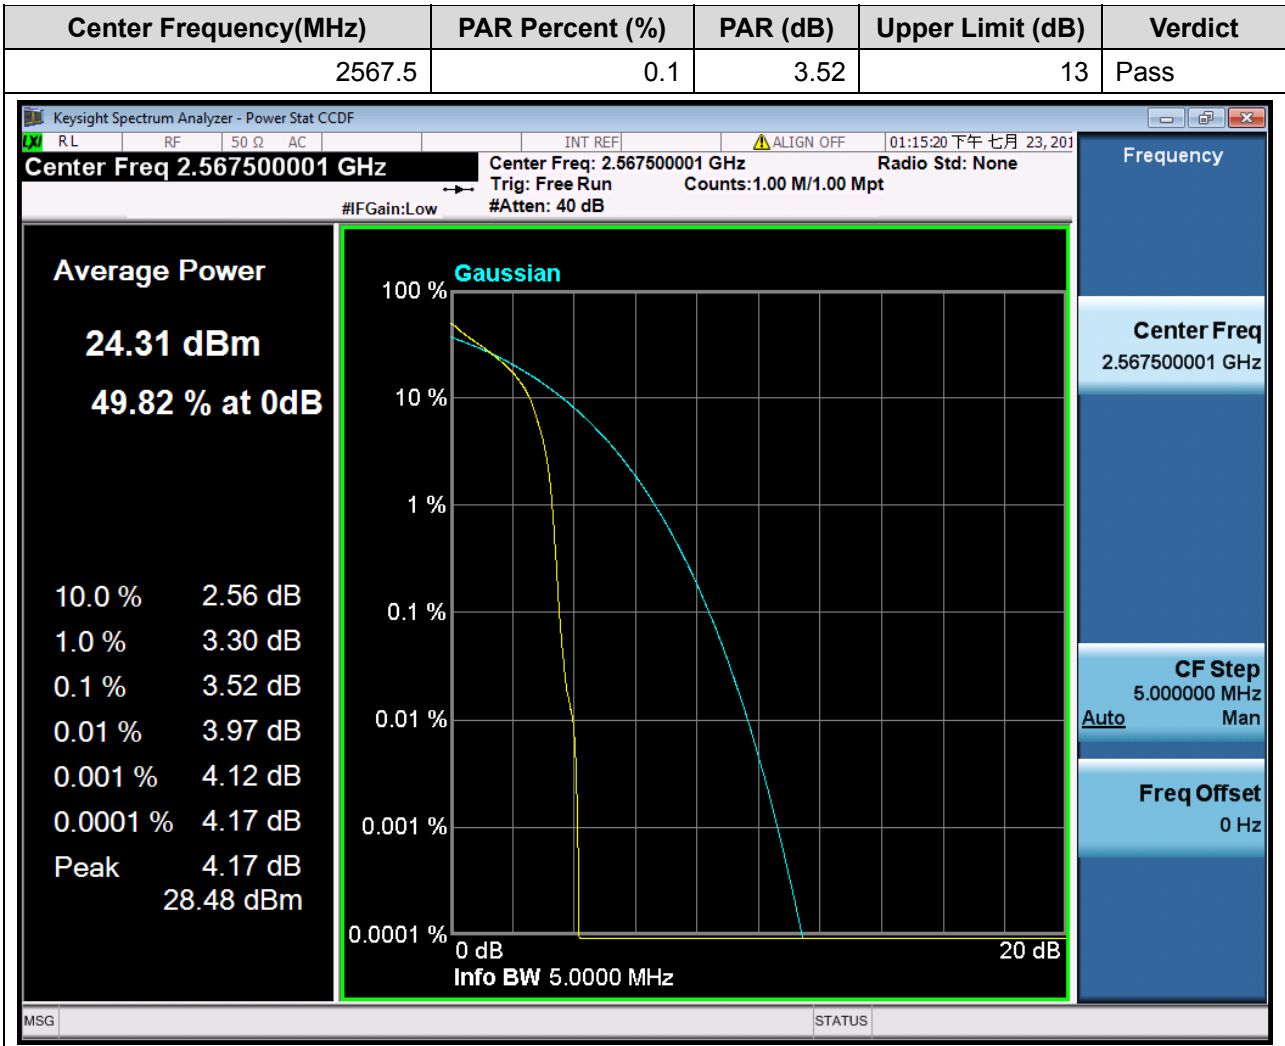 Center Frequency(MHz) PAR Percent (%) PAR (dB) Upper Limit (dB) Verdict
2567.5 0.1 3.52 13 Pass
Keysight Spectrum Analyzer - Power Stat CCDF
LXI RL RF 50 Ω AC INT REF ALIGN OFF 01:15:20 下午 七月 23, 201
Center Freq 2.567500001 GHz
Center Freq: 2.567500001 GHz Radio Std: None
Trig: Free Run Counts:1.00 M/1.00 Mpt
#IFGain:Low #Atten: 40 dB
Average Power
24.31 dBm
49.82 % at 0dB
10.0 % 2.56 dB
1.0 % 3.30 dB
0.1 % 3.52 dB
0.01 % 3.97 dB
0.001 % 4.12 dB
0.0001 % 4.17 dB
Peak 4.17 dB
28.48 dBm
Gaussian
100 %
10 %
1 %
0.1 %
0.01 %
0.001 %
0.0001 %
0 dB 20 dB
Info BW 5.0000 MHz
Frequency
Center Freq
2.567500001 GHz
CF Step
5.000000 MHz
Auto Man
Freq Offset
0 Hz
MSG STATUS